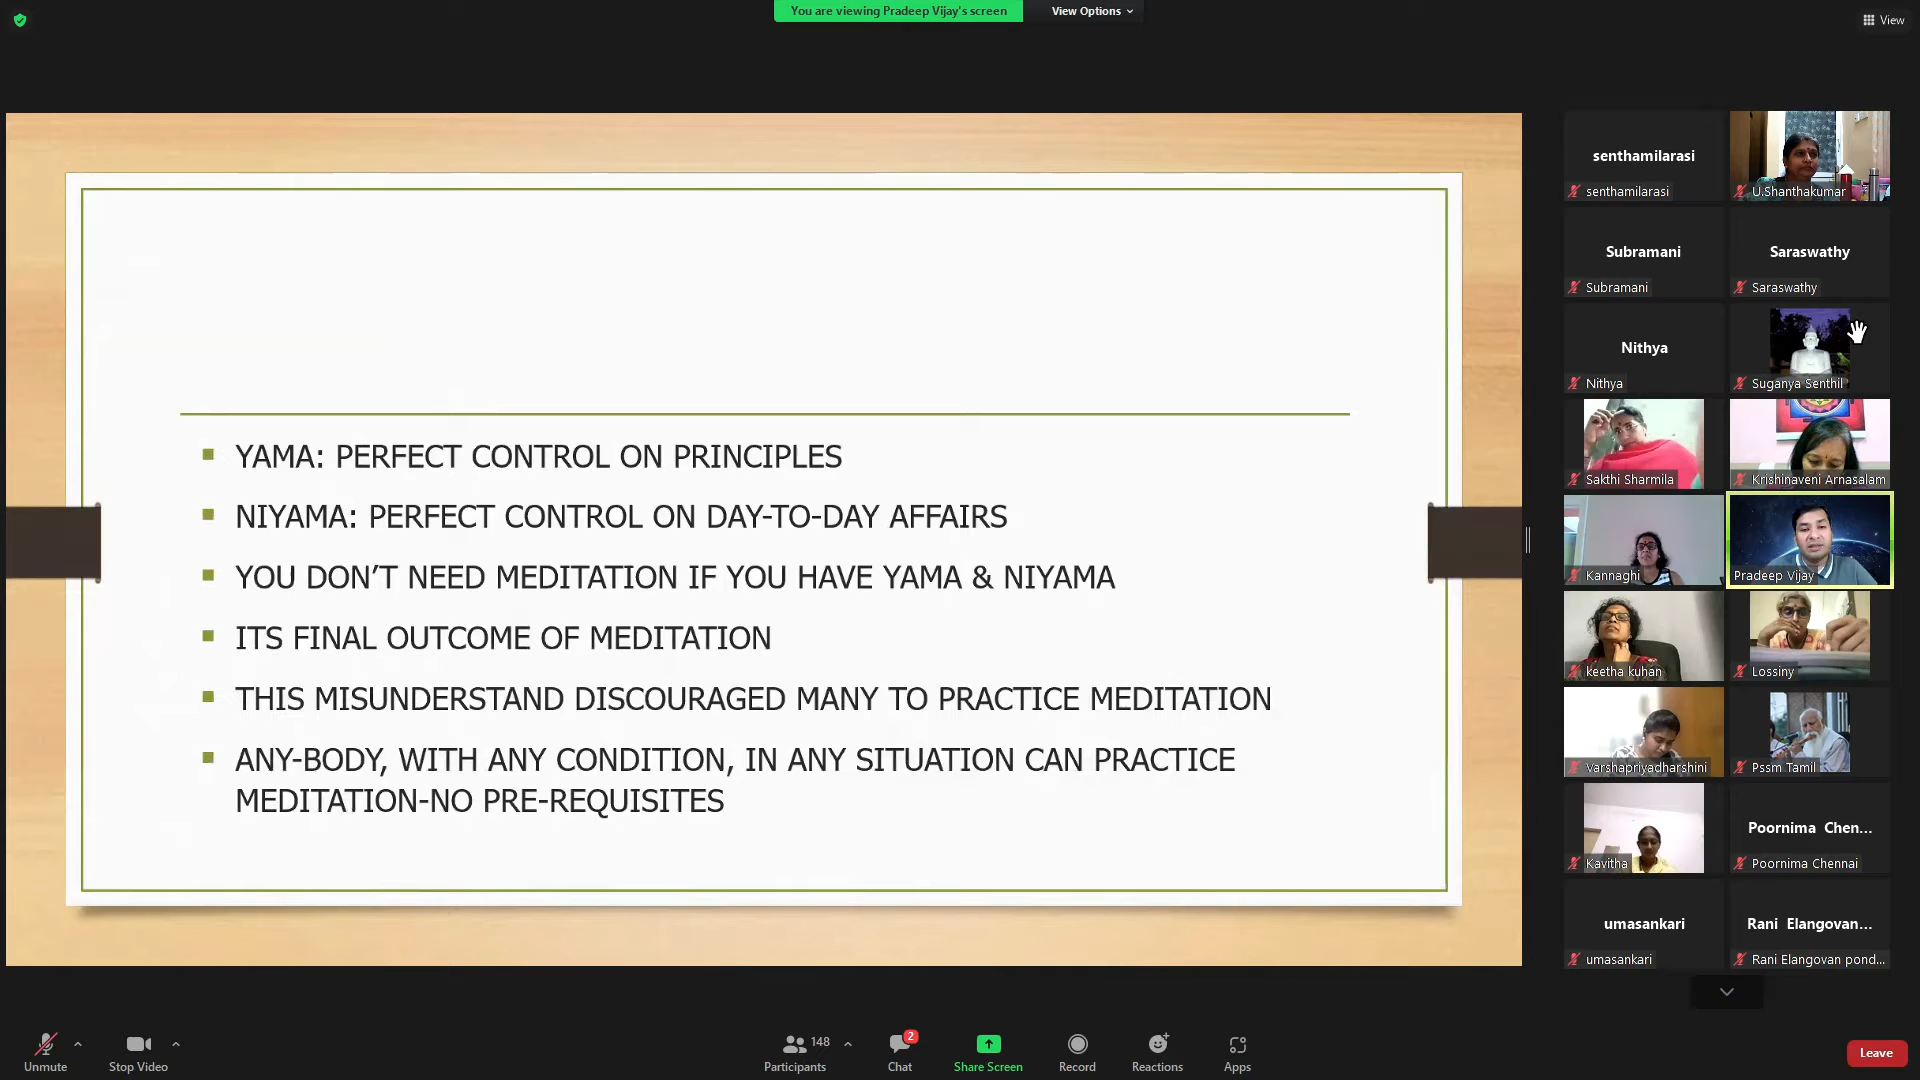 You are viewing Pradeep Vijay's screen
View Options
View
YAMA: PERFECT CONTROL ON PRINCIPLES
NIYAMA: PERFECT CONTROL ON DAY-TO-DAY AFFAIRS
YOU DON'T NEED MEDITATION IF YOU HAVE YAMA & NIYAMA
ITS FINAL OUTCOME OF MEDITATION
THIS MISUNDERSTAND DISCOURAGED MANY TO PRACTICE MEDITATION
ANY-BODY, WITH ANY CONDITION, IN ANY SITUATION CAN PRACTICE
MEDITATION-NO PRE-REQUISITES
senthamilarasi
senthamilarasi
U.Shanthakumar
Subramani
Subramani
Saraswathy
Saraswathy
Nithya
Nithya
Suganya Senthil
Sakthi Sharmila
Krishinaveni Arnasalam
Kannaghi
Pradeep Vijay
keetha kuhan
Lossiny
Varshapriyadharshini
Pssm Tamil
Kavitha
Poornima Chen...
Poornima Chennai
umasankari
umasankari
Rani Elangovan...
Rani Elangovan pond...
Unmute
Stop Video
148
Participants
2
Chat
Share Screen
Record
Reactions
Apps
Leave